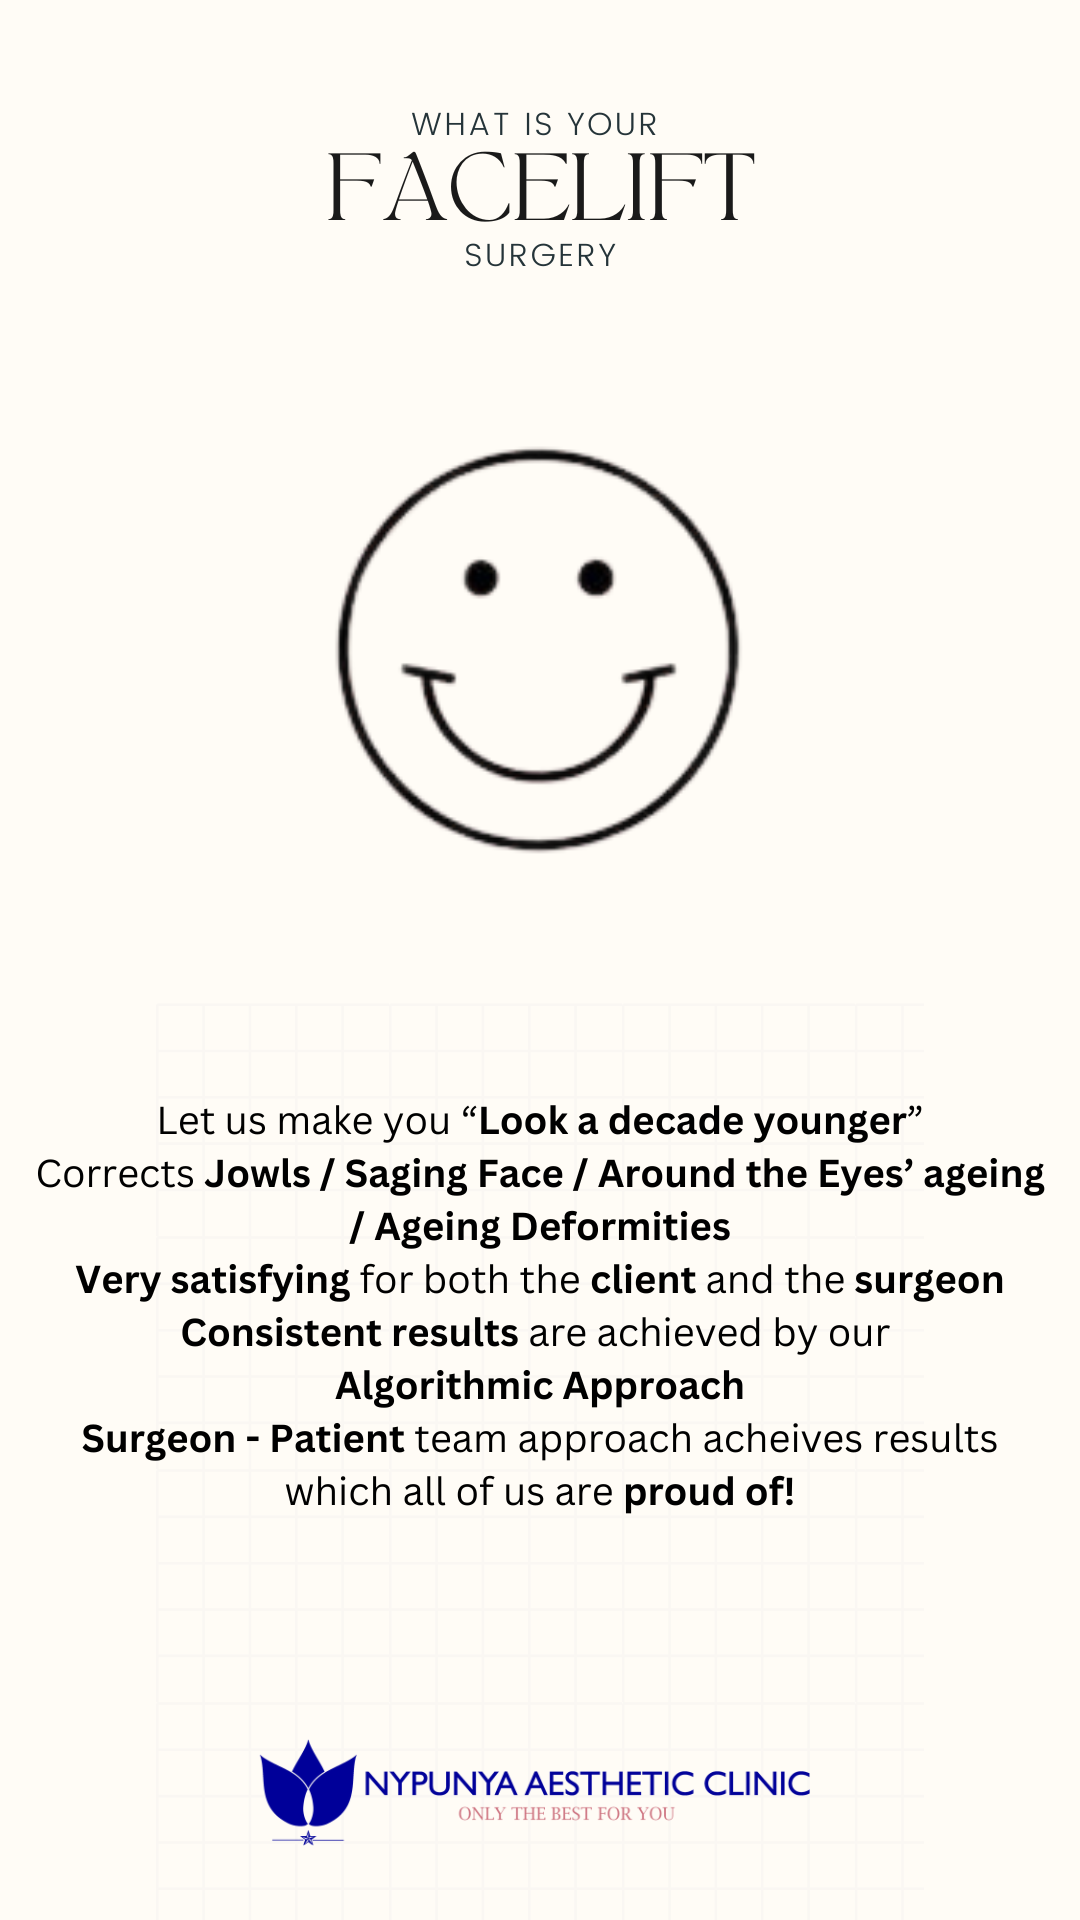 WHAT IS YOUR
FACELIFT
SURGERY
Let us make you “Look a decade younger”
Corrects Jowls / Saging Face / Around the Eyes’ ageing
/ Ageing Deformities
Very satisfying for both the client and the surgeon
Consistent results are achieved by our
Algorithmic Approach
Surgeon - Patient team approach acheives results
which all of us are proud of!
NYPUNYA AESTHETIC CLINIC
ONLY THE BEST FOR YOU